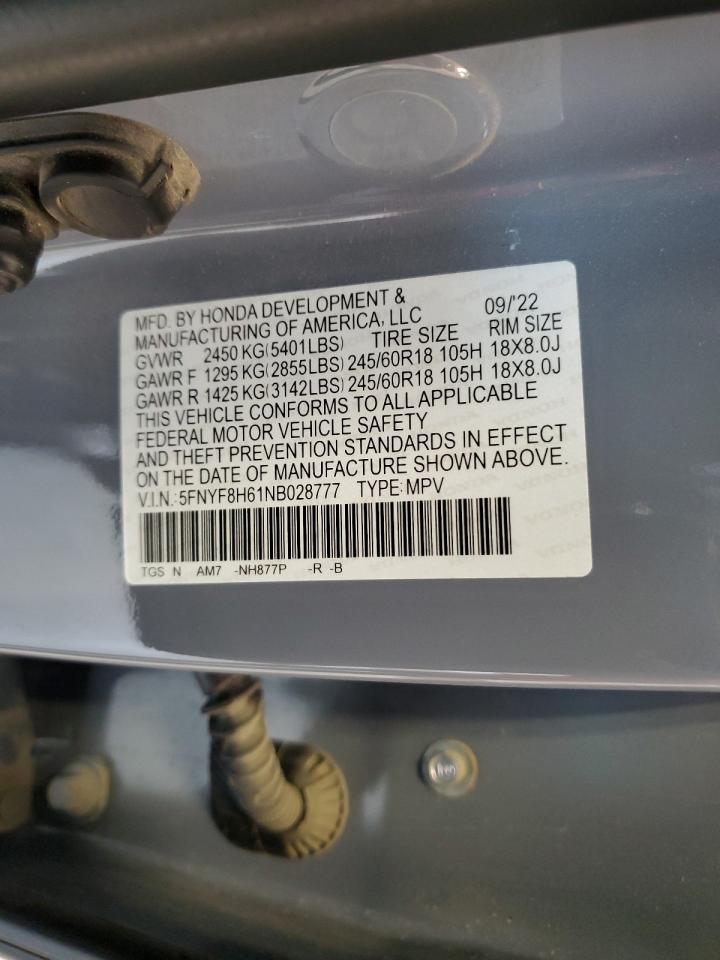 MFD. BY HONDA DEVELOPMENT & 09/'22
MANUFACTURING OF AMERICA, LLC
GVWR 2450 KG(5401LBS) TIRE SIZE RIM SIZE
GAWR F 1295 KG(2855LBS) 245/60R18 105H 18X8.0J
GAWR R 1425 KG(3142LBS) 245/60R18 105H 18X8.0J
THIS VEHICLE CONFORMS TO ALL APPLICABLE
FEDERAL MOTOR VEHICLE SAFETY
AND THEFT PREVENTION STANDARDS IN EFFECT
ON THE DATE OF MANUFACTURE SHOWN ABOVE.
V.I.N.:5FNYF8H61NB028777 TYPE:MPV
TGS N AM7 -NH877P -R -B